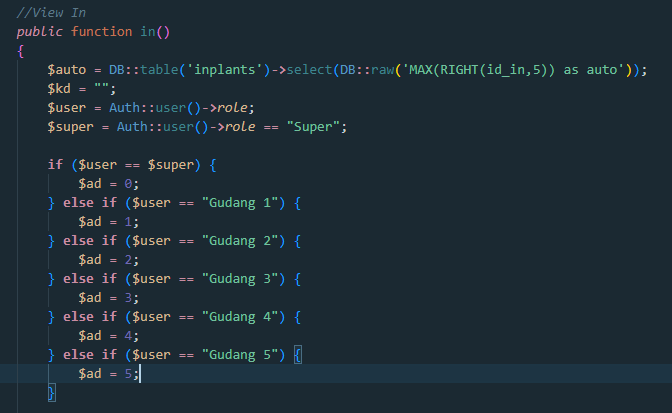 //View In
public function in()
{
$auto = DB::table('inplants')->select(DB::raw('MAX(RIGHT(id_in,5)) as auto'));
$kd = "";
$user = Auth::user()->role;
$super = Auth::user()->role == "Super";
if ($user == $super) {
$ad = 0;
} else if ($user == "Gudang 1") {
$ad = 1;
} else if ($user == "Gudang 2") {
$ad = 2;
} else if ($user == "Gudang 3") {
$ad = 3;
} else if ($user == "Gudang 4") {
$ad = 4;
} else if ($user == "Gudang 5") {
$ad = 5;
}